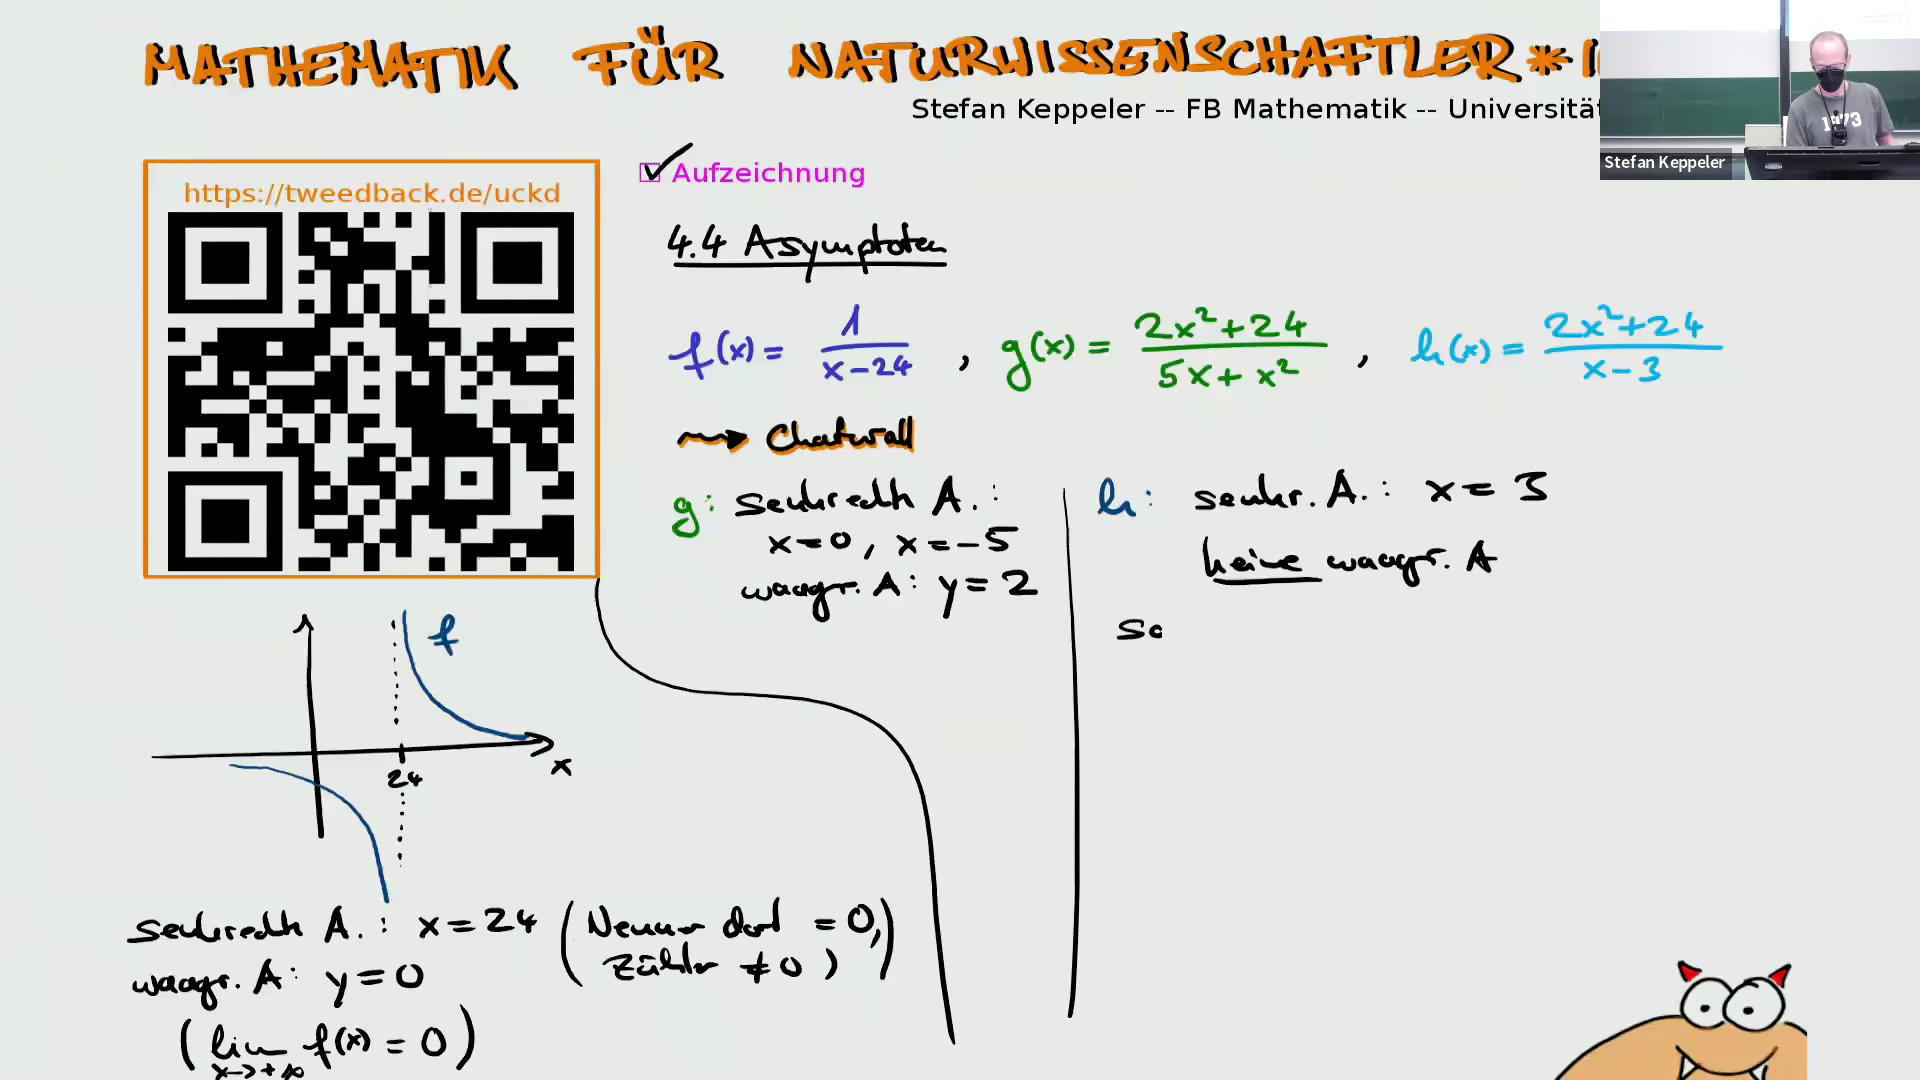 MATHEMATIK FÜR NATURWISSENSCHAFTLER*I
Stefan Keppeler -- FB Mathematik -- Universität
1973
Stefan Keppeler
https://tweedback.de/uckd
Aufzeichnung
4.4 Asymptoten
f(x) = 1/(x-24) , g(x) = (2x²+24)/(5x+x²) , h(x) = (2x²+24)/(x-3)
⇝ Chatwall
g: senkrechte A.:
x=0, x=-5
waagr. A: y=2
h: senkr. A.: x=3
keine waagr. A
so
f
x
24
senkrechte A.: x=24 (Nenner dort =0, Zähler ≠0)
waagr. A: y=0
(lim x→±∞ f(x) = 0)